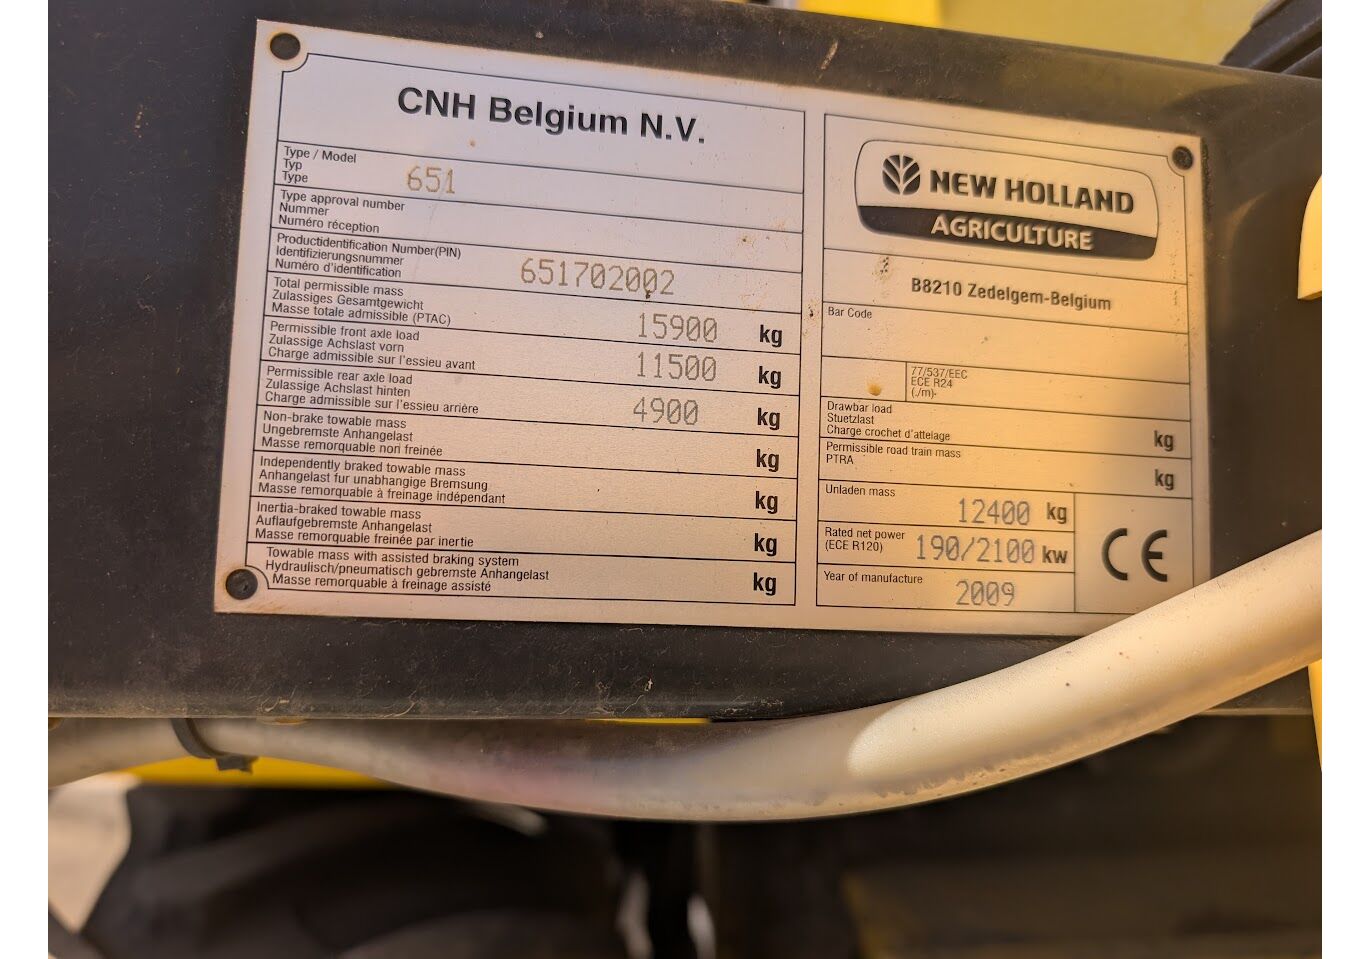 CNH Belgium N.V.
Type / Model
Typ
Type
651
Type approval number
Nummer
Numéro réception
Productidentification Number(PIN)
Identifizierungsnummer
Numéro d'identification
651702002
Total permissible mass
Zulassiges Gesamtgewicht
Masse totale admissible (PTAC)
15900 kg
Permissible front axle load
Zulassige Achslast vorn
Charge admissible sur l'essieu avant
11500 kg
Permissible rear axle load
Zulassige Achslast hinten
Charge admissible sur l'essieu arrière
4900 kg
Non-brake towable mass
Ungebremste Anhangelast
Masse remorquable non freinée
kg
Independently braked towable mass
Anhangelast fur unabhangige Bremsung
Masse remorquable à freinage indépendant
kg
Inertia-braked towable mass
Auflaufgebremste Anhangelast
Masse remorquable freinée par inertie
kg
Towable mass with assisted braking system
Hydraulisch/pneumatisch gebremste Anhangelast
Masse remorquable à freinage assisté
kg
NEW HOLLAND
AGRICULTURE
B8210 Zedelgem-Belgium
Bar Code
77/537/EEC
ECE R24
(./m)-
Drawbar load
Stuetzlast
Charge crochet d'attelage
kg
Permissible road train mass
PTRA
kg
Unladen mass
12400 kg
Rated net power
(ECE R120)
190/2100 kw
Year of manufacture
2009
CE